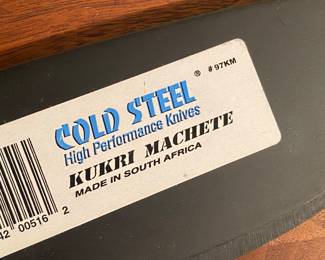 ® # 97KM
COLD STEEL
High Performance Knives
KUKRI MACHETE
MADE IN SOUTH AFRICA
42 00516 2